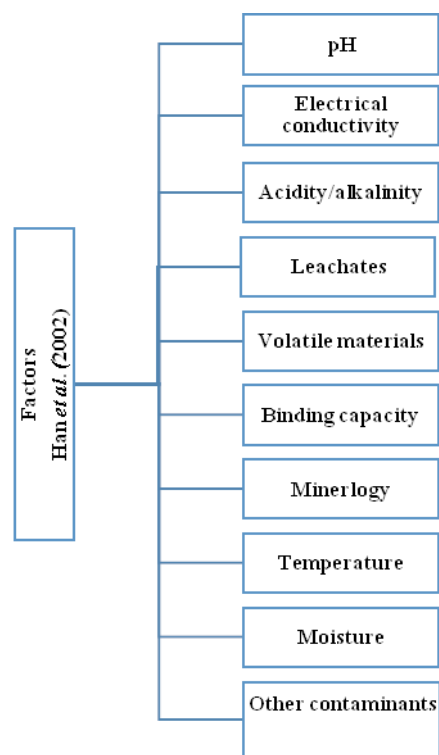 Factors
Han et al. (2002)
pH
Electrical
conductivity
Acidity/alkalinity
Leachates
Volatile materials
Binding capacity
Minerlogy
Temperature
Moisture
Other contaminants